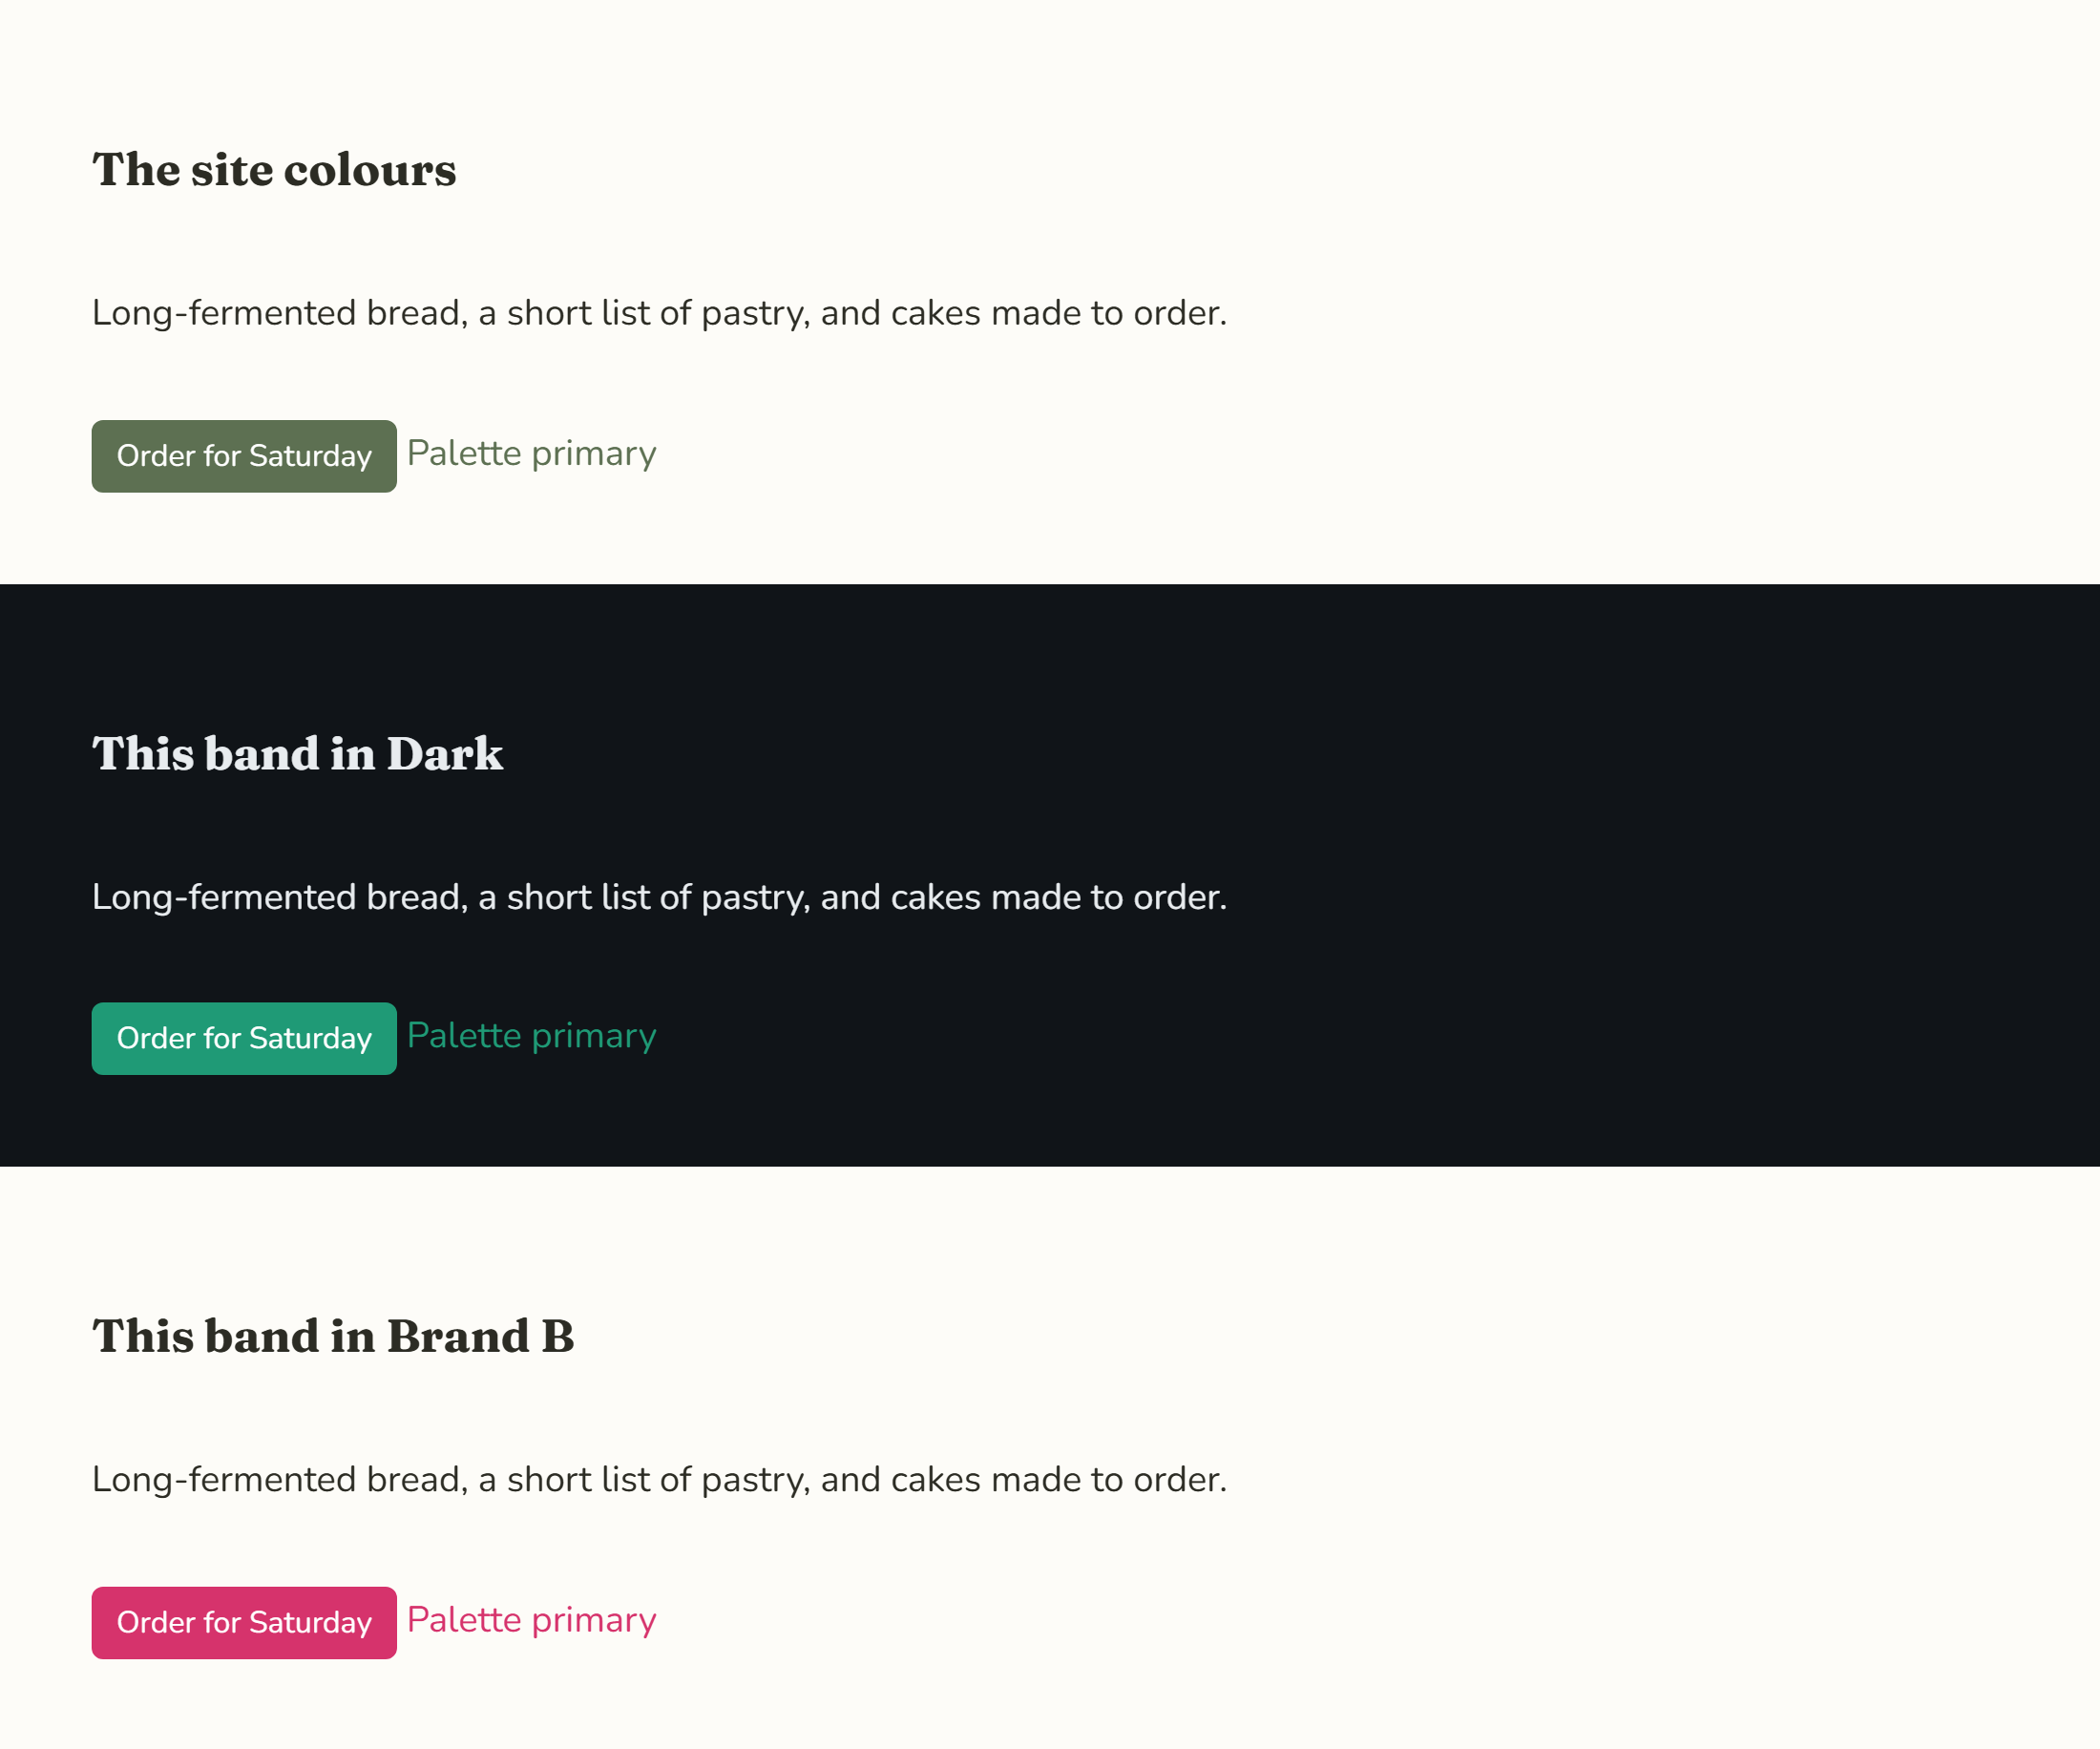 The site colours
Long-fermented bread, a short list of pastry, and cakes made to order.
Order for Saturday Palette primary
This band in Dark
Long-fermented bread, a short list of pastry, and cakes made to order.
Order for Saturday Palette primary
This band in Brand B
Long-fermented bread, a short list of pastry, and cakes made to order.
Order for Saturday Palette primary